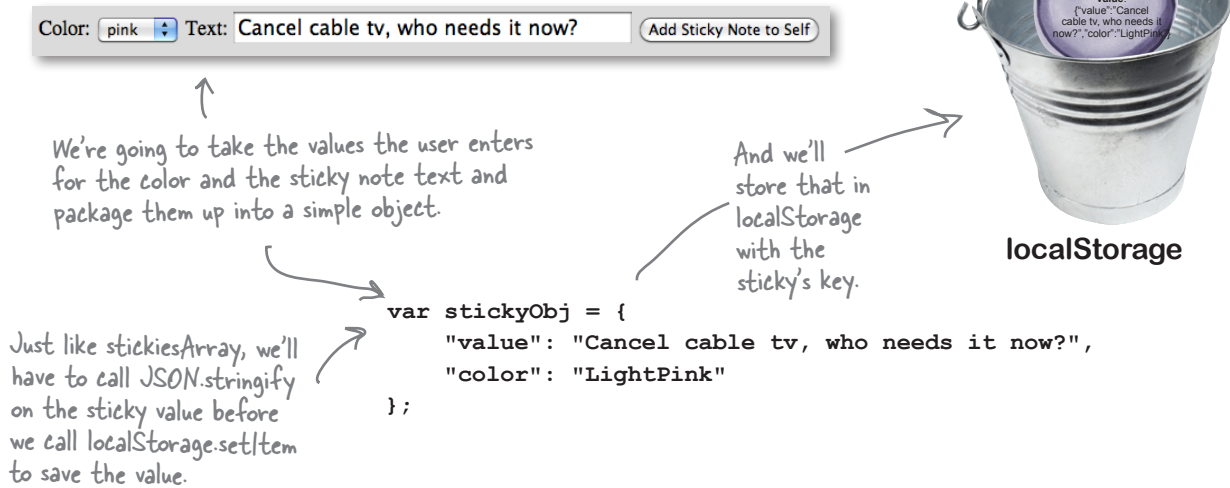 Color: pink Text: Cancel cable tv, who needs it now? Add Sticky Note to Self
value:
{"value":"Cancel
cable tv, who needs it
now?","color":"LightPink"}
We're going to take the values the user enters
for the color and the sticky note text and
package them up into a simple object.
And we'll
store that in
localStorage
with the
sticky's key.
localStorage
Just like stickiesArray, we'll
have to call JSON.stringify
on the sticky value before
we call localStorage.setItem
to save the value.
var stickyObj = {
"value": "Cancel cable tv, who needs it now?",
"color": "LightPink"
};